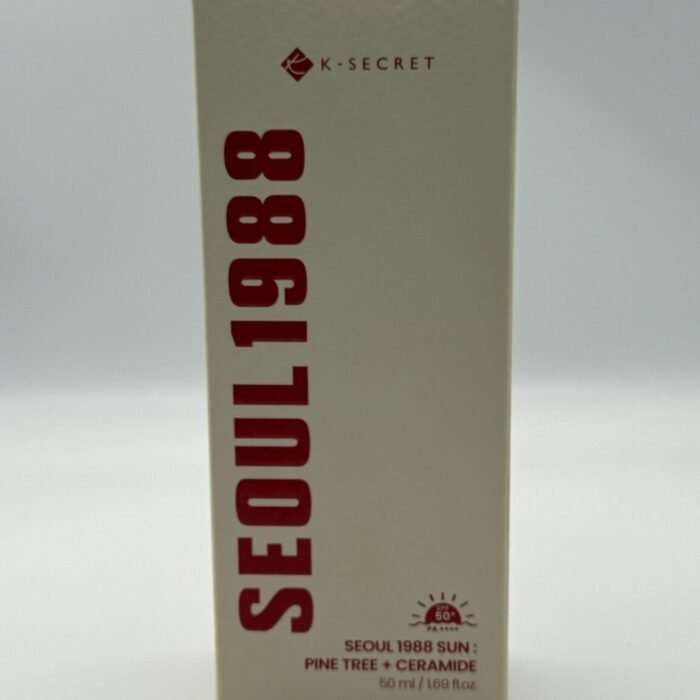 K-SECRET
SEOUL1988
SPF
50+
PA ++++
SEOUL 1988 SUN :
PINE TREE + CERAMIDE
50 ml / 1.69 fl.oz.